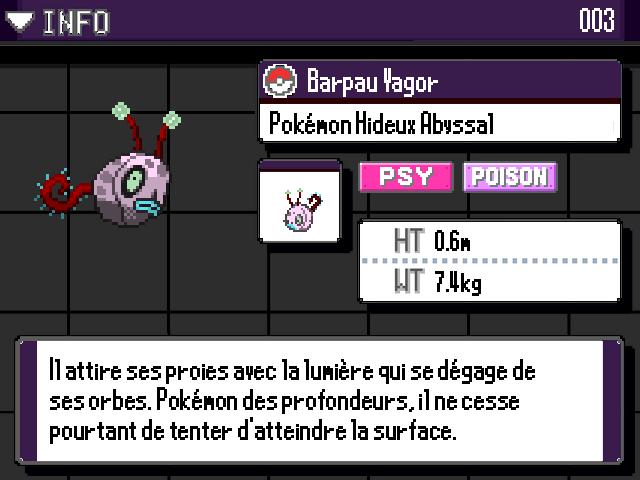 INFO
003
Barpau Yagor
Pokémon Hideux Abyssal
PSY
POISON
HT 0.6m
WT 7.4kg
Il attire ses proies avec la lumière qui se dégage de
ses orbes. Pokémon des profondeurs, il ne cesse
pourtant de tenter d'atteindre la surface.